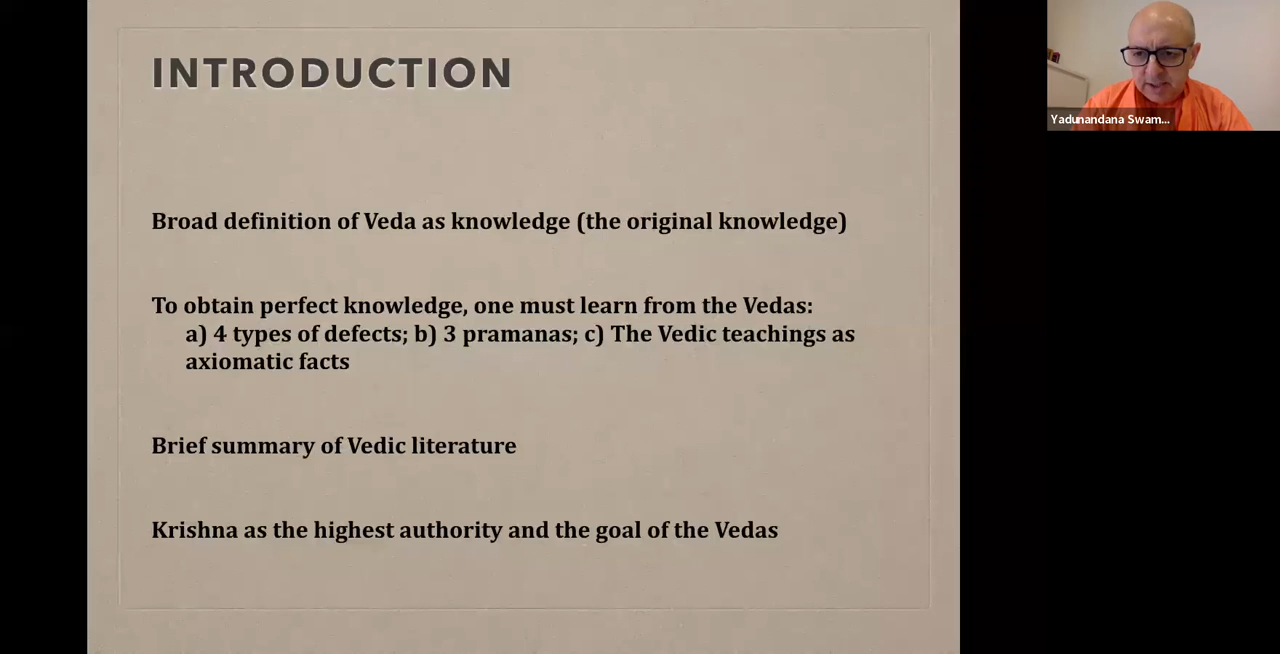 INTRODUCTION
Broad definition of Veda as knowledge (the original knowledge)
To obtain perfect knowledge, one must learn from the Vedas:
a) 4 types of defects; b) 3 pramanas; c) The Vedic teachings as
axiomatic facts
Brief summary of Vedic literature
Krishna as the highest authority and the goal of the Vedas
Yadunandana Swam...